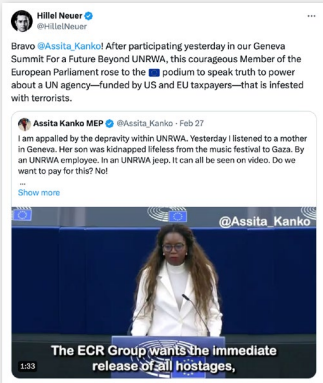 Hillel Neuer
@HillelNeuer
Bravo @Assita_Kanko! After participating yesterday in our Geneva
Summit For a Future Beyond UNRWA, this courageous Member of the
European Parliament rose to the podium to speak truth to power
about a UN agency—funded by US and EU taxpayers—that is infested
with terrorists.
Assita Kanko MEP @Assita_Kanko · Feb 27
I am appalled by the depravity within UNRWA. Yesterday I listened to a mother
in Geneva. Her son was kidnapped lifeless from the music festival to Gaza. By
an UNRWA employee. In an UNRWA jeep. It can all be seen on video. Do we
want to pay for this? No!
...
Show more
@Assita_Kanko
The ECR Group wants the immediate
release of all hostages,
1:33